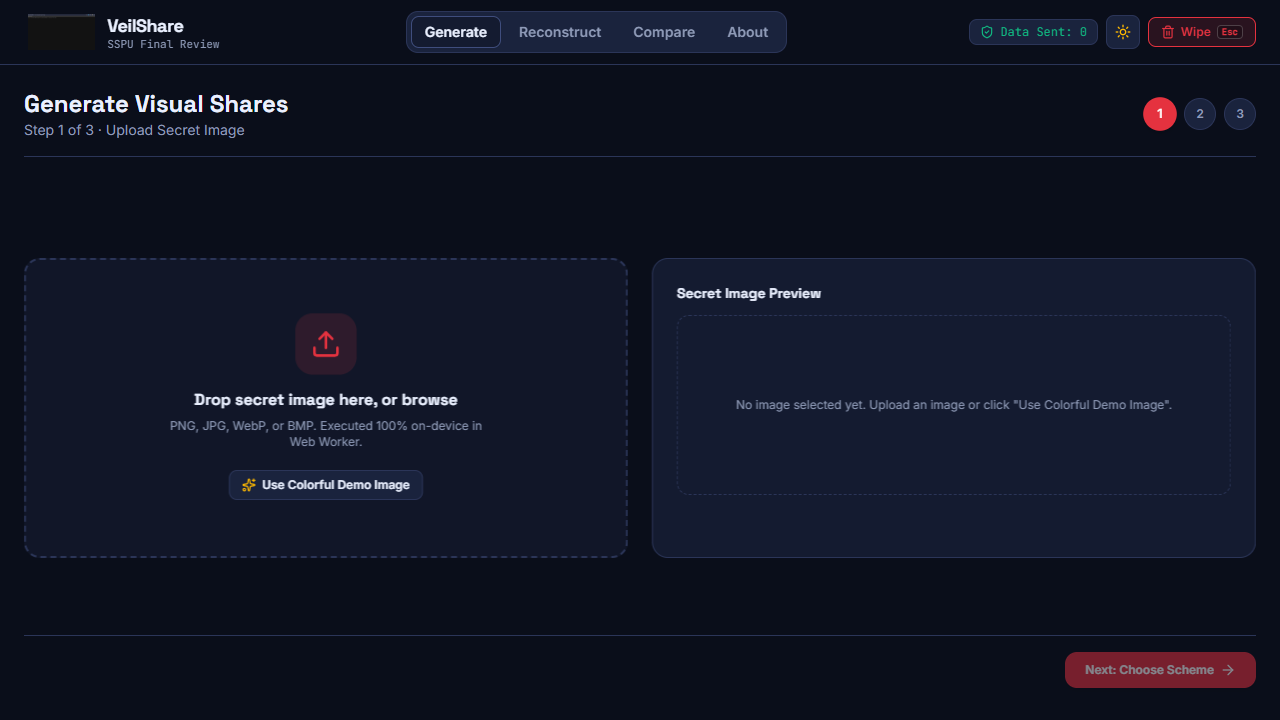 VeilShare
SSPU Final Review
Generate
Reconstruct
Compare
About
Data Sent: 0
Wipe
Esc
Generate Visual Shares
Step 1 of 3 · Upload Secret Image
1
2
3
Drop secret image here, or browse
PNG, JPG, WebP, or BMP. Executed 100% on-device in
Web Worker.
Use Colorful Demo Image
Secret Image Preview
No image selected yet. Upload an image or click "Use Colorful Demo Image".
Next: Choose Scheme